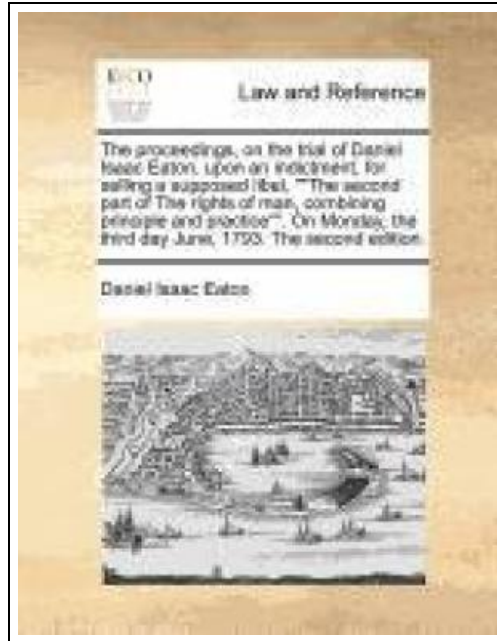 ECCO
Law and Reference
The proceedings, on the trial of Daniel
Isaac Eaton, upon an indictment, for
selling a supposed libel, ""The second
part of The rights of man, combining
principle and practice"". On Monday, the
third day June, 1793. The second edition.
Daniel Isaac Eaton